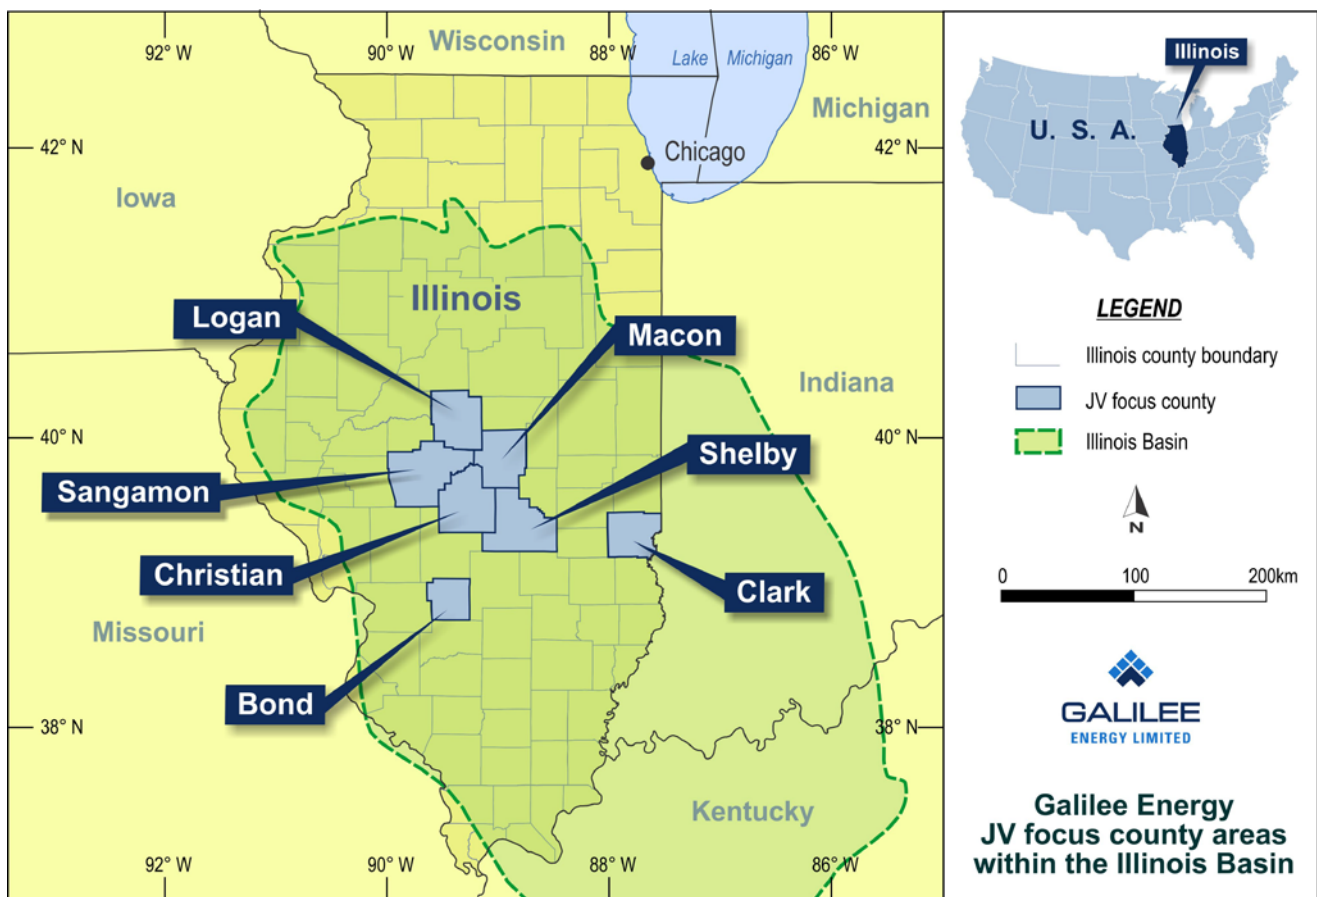 92° W
90° W
88° W
86° W
Wisconsin
Lake Michigan
Michigan
42° N
Chicago
42° N
Iowa
Illinois
Logan
Macon
Indiana
40° N
40° N
Shelby
Sangamon
Christian
Clark
Missouri
Bond
38° N
38° N
Kentucky
92° W
90° W
88° W
86° W
Illinois
U. S. A.
LEGEND
Illinois county boundary
JV focus county
Illinois Basin
N
0 100 200km
GALILEE
ENERGY LIMITED
Galilee Energy
JV focus county areas
within the Illinois Basin